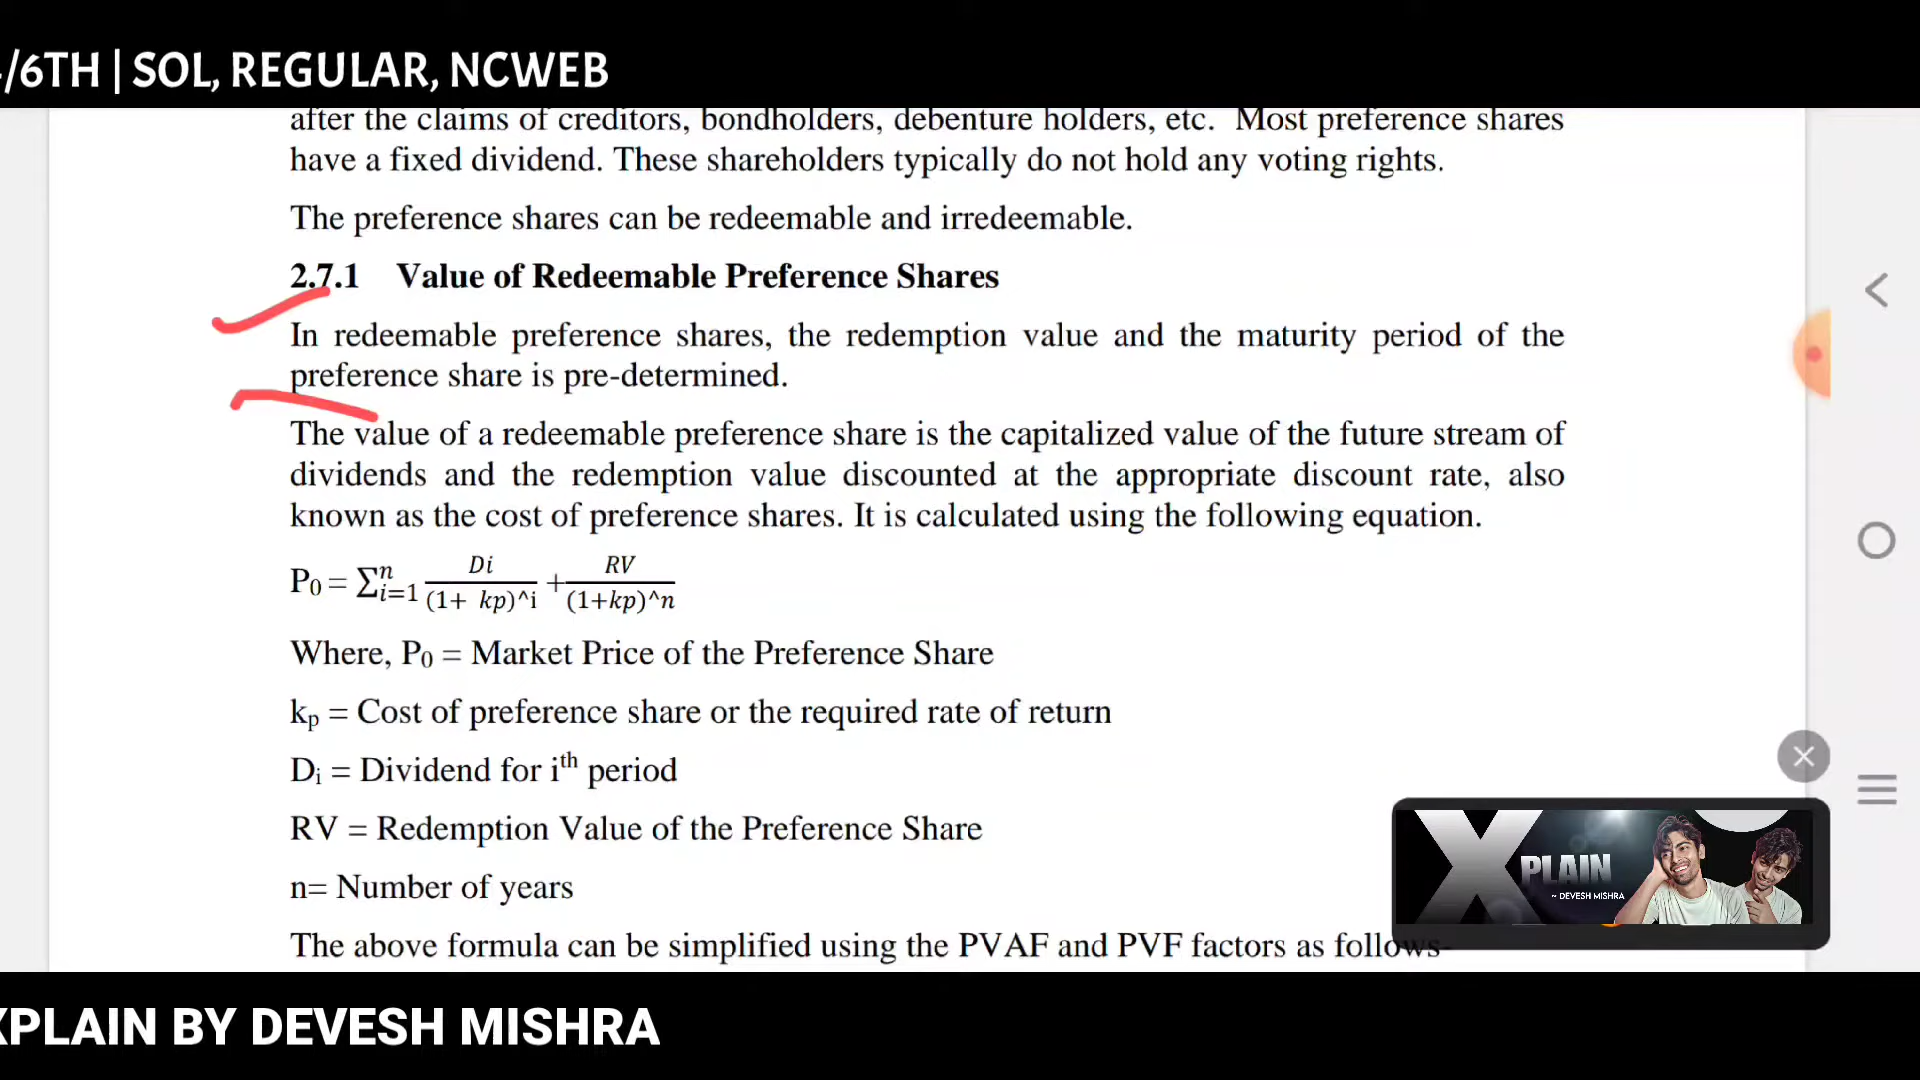 /6TH | SOL, REGULAR, NCWEB
after the claims of creditors, bondholders, debenture holders, etc. Most preference shares
have a fixed dividend. These shareholders typically do not hold any voting rights.
The preference shares can be redeemable and irredeemable.
2.7.1 Value of Redeemable Preference Shares
In redeemable preference shares, the redemption value and the maturity period of the
preference share is pre-determined.
The value of a redeemable preference share is the capitalized value of the future stream of
dividends and the redemption value discounted at the appropriate discount rate, also
known as the cost of preference shares. It is calculated using the following equation.
P₀ = ∑ⁿᵢ₌₁ Di/(1+ kp)^i + RV/(1+kp)^n
Where, P₀ = Market Price of the Preference Share
kₚ = Cost of preference share or the required rate of return
Dᵢ = Dividend for iᵗʰ period
RV = Redemption Value of the Preference Share
n= Number of years
The above formula can be simplified using the PVAF and PVF factors as follows-
XPLAIN
~ DEVESH MISHRA
XPLAIN BY DEVESH MISHRA